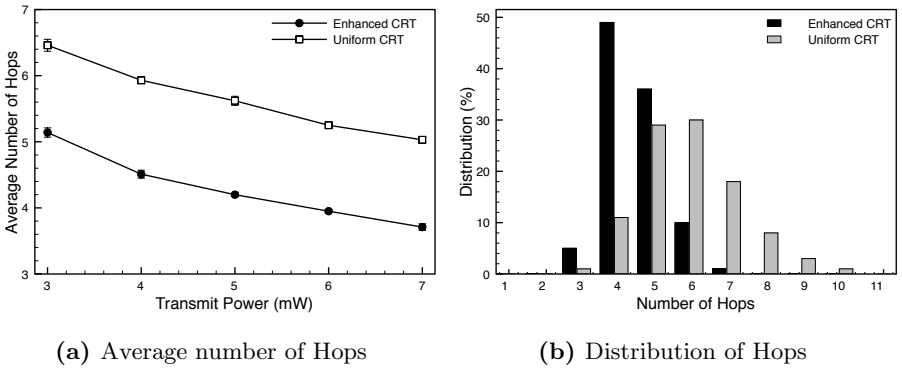 7
6
5
4
3
Average Number of Hops
Enhanced CRT
Uniform CRT
3 4 5 6 7
Transmit Power (mW)
(a) Average number of Hops
50
40
30
20
10
0
Distribution (%)
Enhanced CRT
Uniform CRT
1 2 3 4 5 6 7 8 9 10 11
Number of Hops
(b) Distribution of Hops